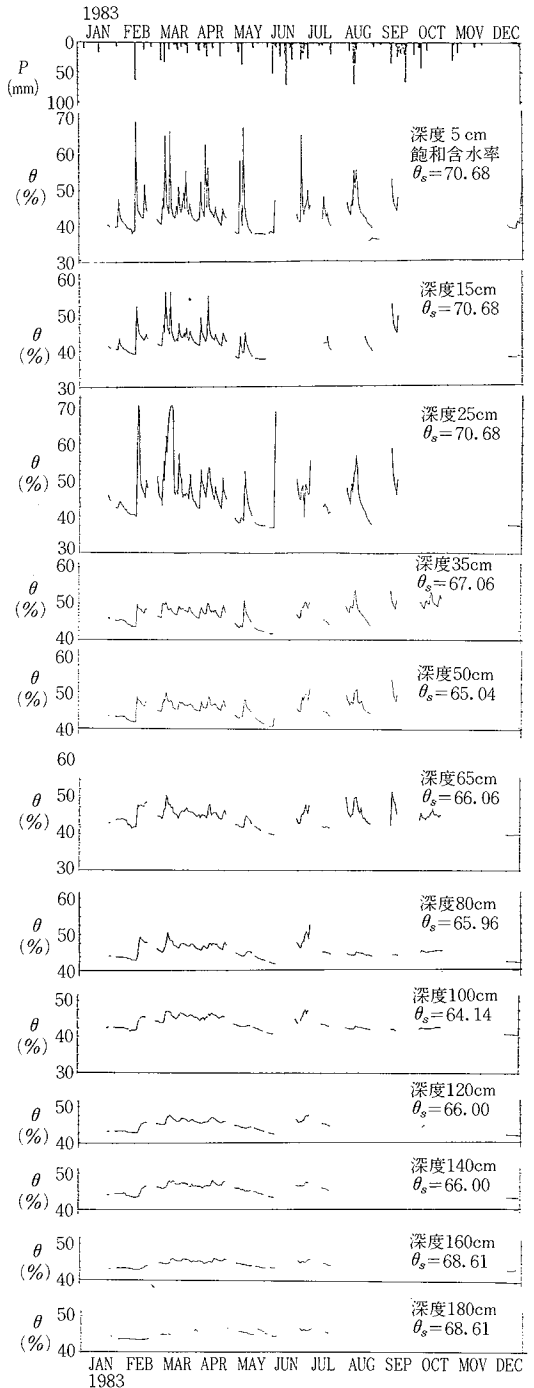 1983
JAN FEB MAR APR MAY JUN JUL AUG SEP OCT MOV DEC
0
P 50
(mm)
100
70
深度 5 cm
60
飽和含水率
θ
50
θs=70.68
(%)
40
30
60
深度15cm
50
θs=70.68
θ
(%)
40
30
70
深度25cm
60
θs=70.68
θ
50
(%)
40
30
60
深度35cm
θ
θs=67.06
50
(%)
40
60
深度50cm
θ
θs=65.04
50
(%)
40
60
深度65cm
50
θs=66.06
θ
40
(%)
30
60
深度80cm
θ
θs=65.96
50
(%)
40
50
深度100cm
θ
θs=64.14
40
(%)
30
深度120cm
50
θs=66.00
θ
(%)
40
深度140cm
50
θs=66.00
θ
(%)
40
深度160cm
50
θs=68.61
θ
(%)
40
深度180cm
50
θs=68.61
θ
(%)
40
JAN FEB MAR APR MAY JUN JUL AUG SEP OCT MOV DEC
1983